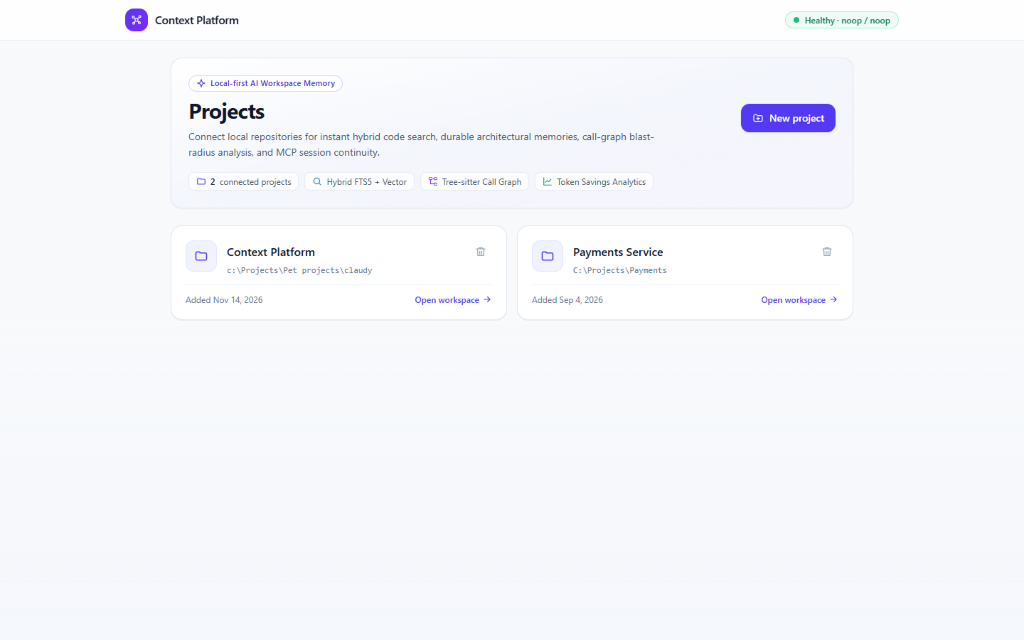 Context Platform
Healthy · noop / noop
Local-first AI Workspace Memory
Projects
New project
Connect local repositories for instant hybrid code search, durable architectural memories, call-graph blast-
radius analysis, and MCP session continuity.
2 connected projects
Hybrid FTS5 + Vector
Tree-sitter Call Graph
Token Savings Analytics
Context Platform
c:\Projects\Pet projects\claudy
Added Nov 14, 2026
Open workspace →
Payments Service
C:\Projects\Payments
Added Sep 4, 2026
Open workspace →